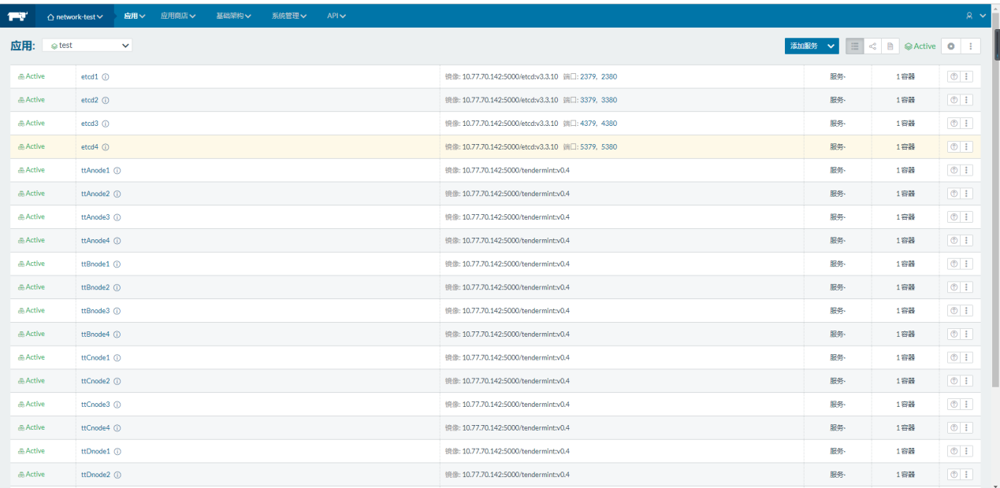 network-test 应用 应用商店 基础架构 系统管理 API
应用: test 添加服务 Active
Active etcd1 镜像: 10.77.70.142:5000/etcd:v3.3.10 端口: 2379, 2380 服务- 1 容器
Active etcd2 镜像: 10.77.70.142:5000/etcd:v3.3.10 端口: 3379, 3380 服务- 1 容器
Active etcd3 镜像: 10.77.70.142:5000/etcd:v3.3.10 端口: 4379, 4380 服务- 1 容器
Active etcd4 镜像: 10.77.70.142:5000/etcd:v3.3.10 端口: 5379, 5380 服务- 1 容器
Active ttAnode1 镜像: 10.77.70.142:5000/tendermint:v0.4 服务- 1 容器
Active ttAnode2 镜像: 10.77.70.142:5000/tendermint:v0.4 服务- 1 容器
Active ttAnode3 镜像: 10.77.70.142:5000/tendermint:v0.4 服务- 1 容器
Active ttAnode4 镜像: 10.77.70.142:5000/tendermint:v0.4 服务- 1 容器
Active ttBnode1 镜像: 10.77.70.142:5000/tendermint:v0.4 服务- 1 容器
Active ttBnode2 镜像: 10.77.70.142:5000/tendermint:v0.4 服务- 1 容器
Active ttBnode3 镜像: 10.77.70.142:5000/tendermint:v0.4 服务- 1 容器
Active ttBnode4 镜像: 10.77.70.142:5000/tendermint:v0.4 服务- 1 容器
Active ttCnode1 镜像: 10.77.70.142:5000/tendermint:v0.4 服务- 1 容器
Active ttCnode2 镜像: 10.77.70.142:5000/tendermint:v0.4 服务- 1 容器
Active ttCnode3 镜像: 10.77.70.142:5000/tendermint:v0.4 服务- 1 容器
Active ttCnode4 镜像: 10.77.70.142:5000/tendermint:v0.4 服务- 1 容器
Active ttDnode1 镜像: 10.77.70.142:5000/tendermint:v0.4 服务- 1 容器
Active ttDnode2 镜像: 10.77.70.142:5000/tendermint:v0.4 服务- 1 容器